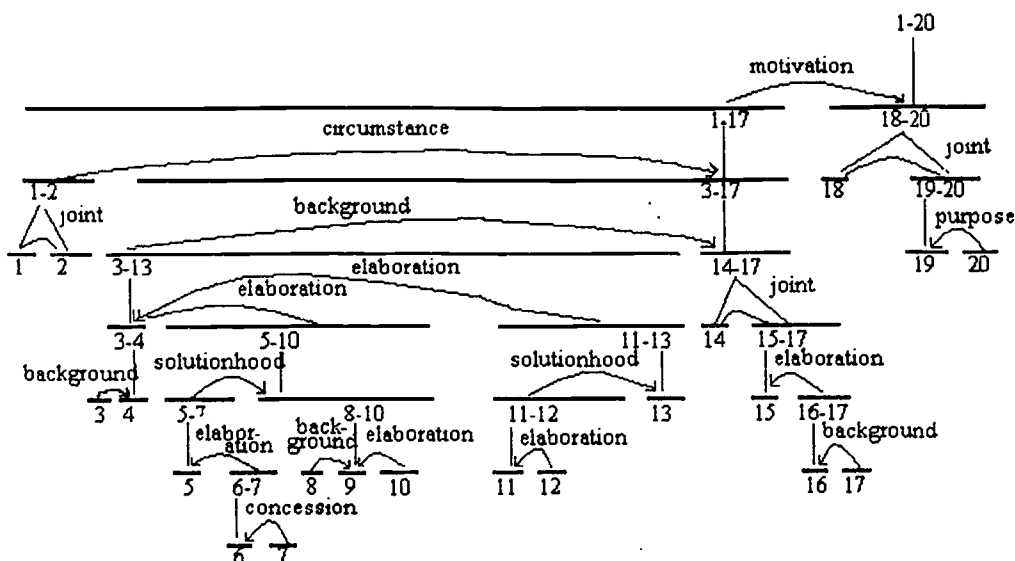 1-20
motivation
1-17 18-20
circumstance joint
1-2 3-17 18 19-20
joint background purpose
1 2 3-13 14-17 19 20
elaboration
elaboration joint
3-4 5-10 11-13 14 15-17
background solutionhood solutionhood elaboration
3 4 5-7 8-10 11-12 13 15 16-17
elabor-
ation back-
ground elaboration elaboration background
5 6-7 8 9 10 11 12 16 17
concession
6 7